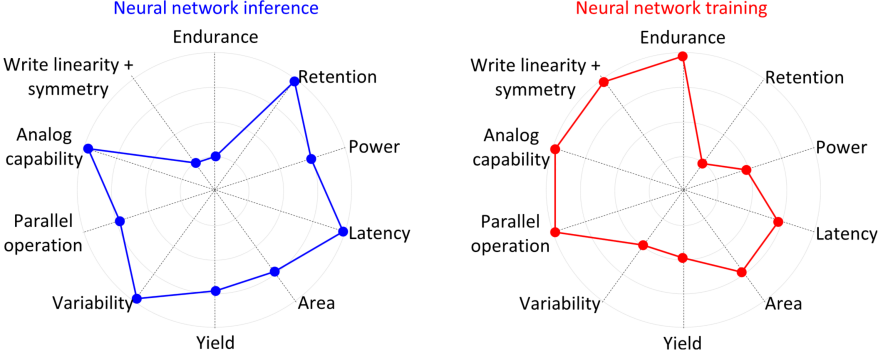 Neural network inference
Endurance
Write linearity +
symmetry
Retention
Analog
capability
Power
Parallel
operation
Latency
Variability
Area
Yield
Neural network training
Endurance
Write linearity +
symmetry
Retention
Analog
capability
Power
Parallel
operation
Latency
Variability
Area
Yield